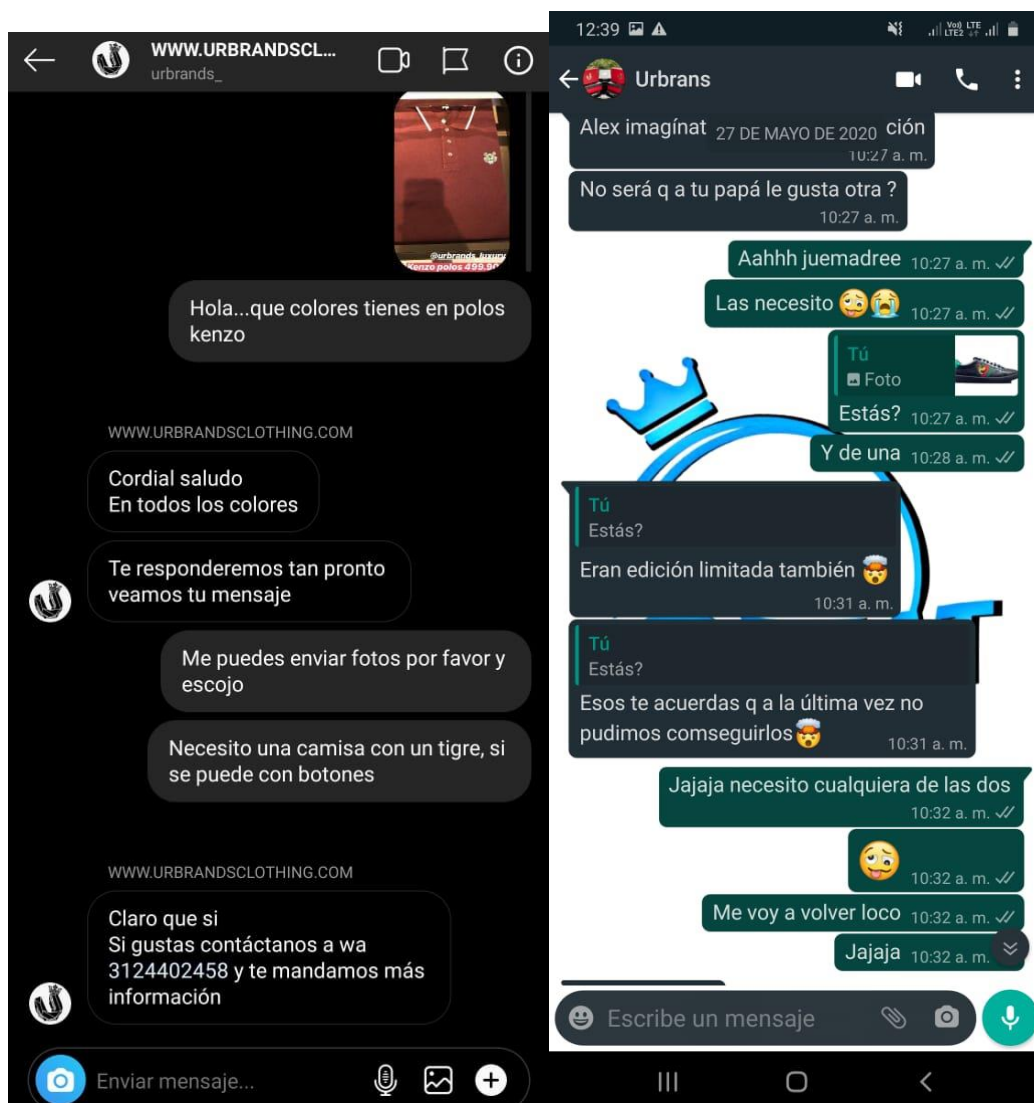 WWW.URBRANDSCL...
urbrands_
@urbrands_luxury
Kenzo polos 499.90
Hola...que colores tienes en polos
kenzo
WWW.URBRANDSCLOTHING.COM
Cordial saludo
En todos los colores
Te responderemos tan pronto
veamos tu mensaje
Me puedes enviar fotos por favor y
escojo
Necesito una camisa con un tigre, si
se puede con botones
WWW.URBRANDSCLOTHING.COM
Claro que si
Si gustas contáctanos a wa
3124402458 y te mandamos más
información
Enviar mensaje...
12:39
Vo)) LTE
LTE2
Urbrans
Alex imagínat
27 DE MAYO DE 2020
ción
10:27 a. m.
No será q a tu papá le gusta otra ?
10:27 a. m.
Aahhh juemadree 10:27 a. m.
Las necesito 🥴😭 10:27 a. m.
Tú
Foto
Estás? 10:27 a. m.
Y de una 10:28 a. m.
Tú
Estás?
Eran edición limitada también 🤯
10:31 a. m.
Tú
Estás?
Esos te acuerdas q a la última vez no
pudimos comseguirlos🤯 10:31 a. m.
Jajaja necesito cualquiera de las dos
10:32 a. m.
🥴 10:32 a. m.
Me voy a volver loco 10:32 a. m.
Jajaja 10:32 a. m.
Escribe un mensaje